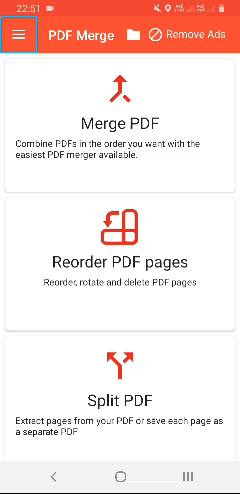 22:51
PDF Merge Remove Ads
Merge PDF
Combine PDFs in the order you want with the
easiest PDF merger available.
Reorder PDF pages
Reorder, rotate and delete PDF pages
Split PDF
Extract pages from your PDF or save each page as
a separate PDF